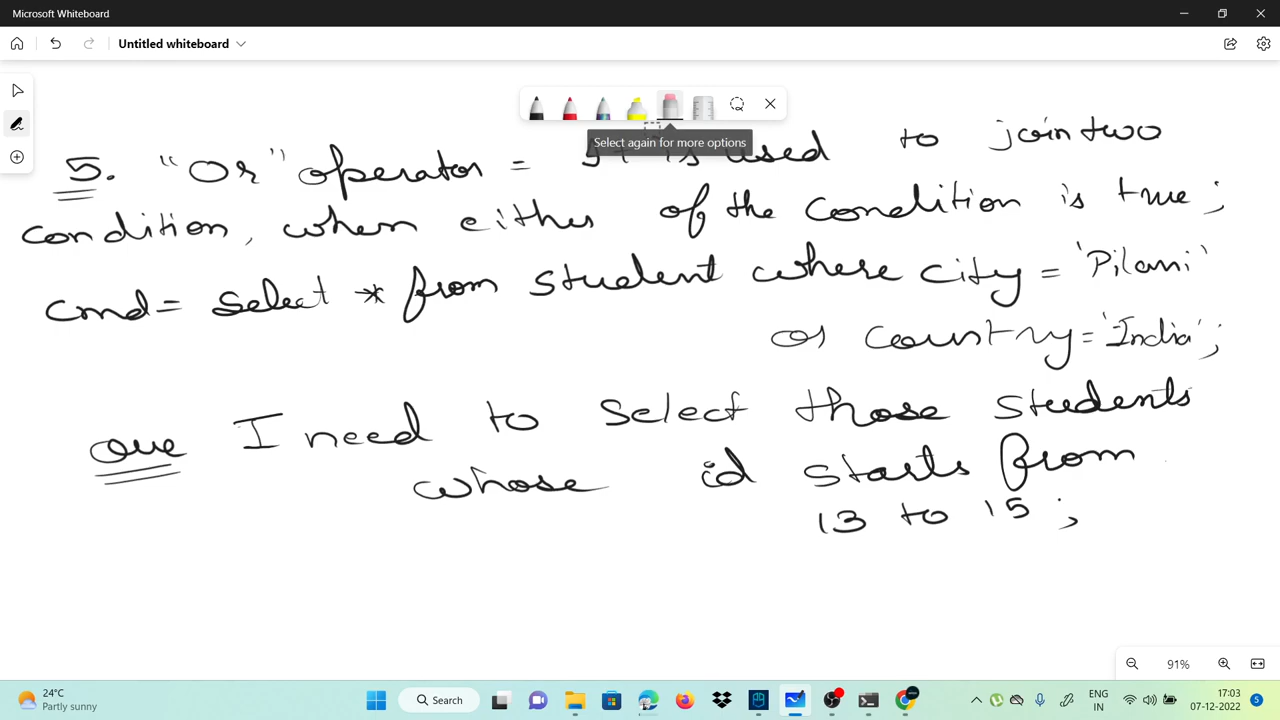 Microsoft Whiteboard
Untitled whiteboard
Select again for more options
5. "Or" operator = It is used to join two
condition, when either of the condition is true;
cmd= select * from student where city = 'Pilani'
or country='India';
Que I need to select those students
whose id starts from
13 to 15;
91%
24°C
Partly sunny
Search
ENG
IN
17:03
07-12-2022
5